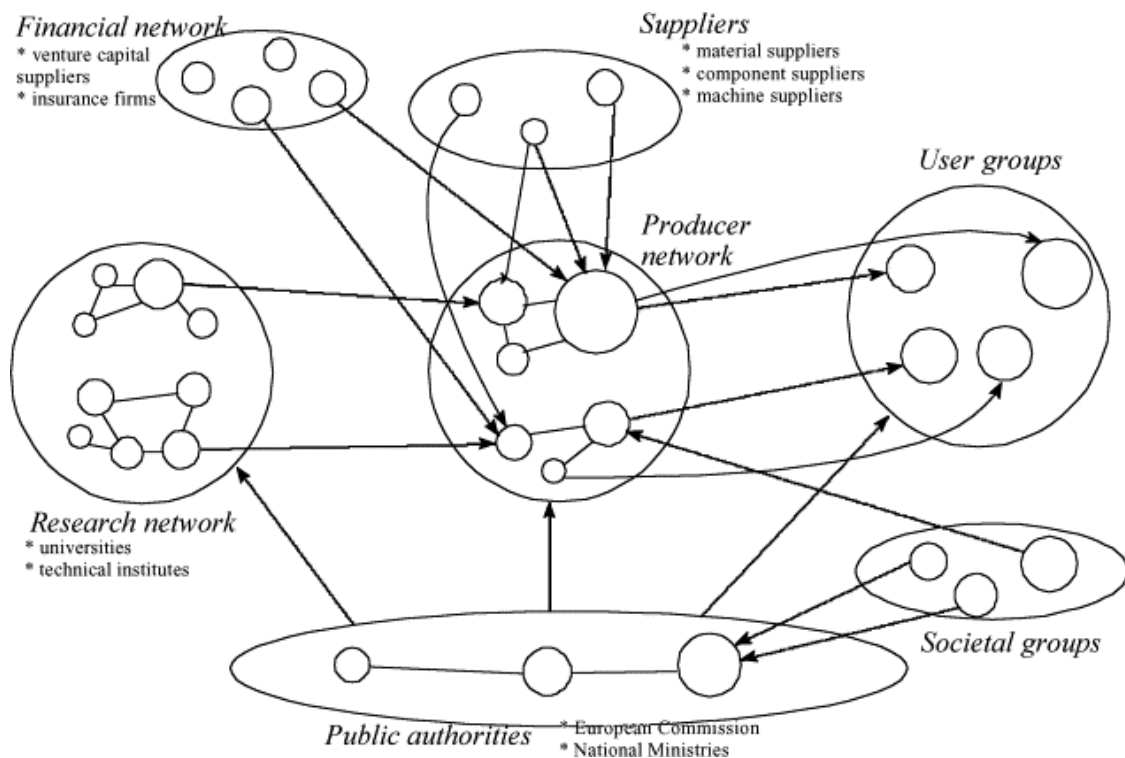 Financial network
* venture capital
suppliers
* insurance firms
Suppliers
* material suppliers
* component suppliers
* machine suppliers
User groups
Producer
network
Research network
* universities
* technical institutes
Societal groups
Public authorities
* European Commission
* National Ministries